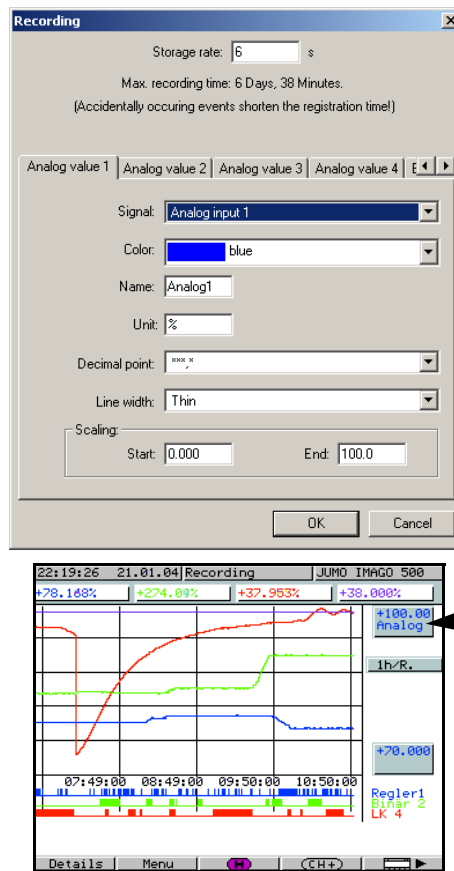 Recording
Storage rate: 6 s
Max. recording time: 6 Days, 38 Minutes.
(Accidentally occuring events shorten the registration time!)
Analog value 1 Analog value 2 Analog value 3 Analog value 4
Signal: Analog input 1
Color: blue
Name: Analog1
Unit: %
Decimal point: ***,*
Line width: Thin
Scaling:
Start: 0.000 End: 100.0
OK Cancel
22:19:26 21.01.04 Recording JUMO IMAGO 500
+78.168% +274.09% +37.953% +38.000%
+100.00
Analog
1h/R.
+70.000
07:49:00 08:49:00 09:50:00 10:50:00
Regler1
Binär 2
LK 4
Details Menu (H) (CH+)